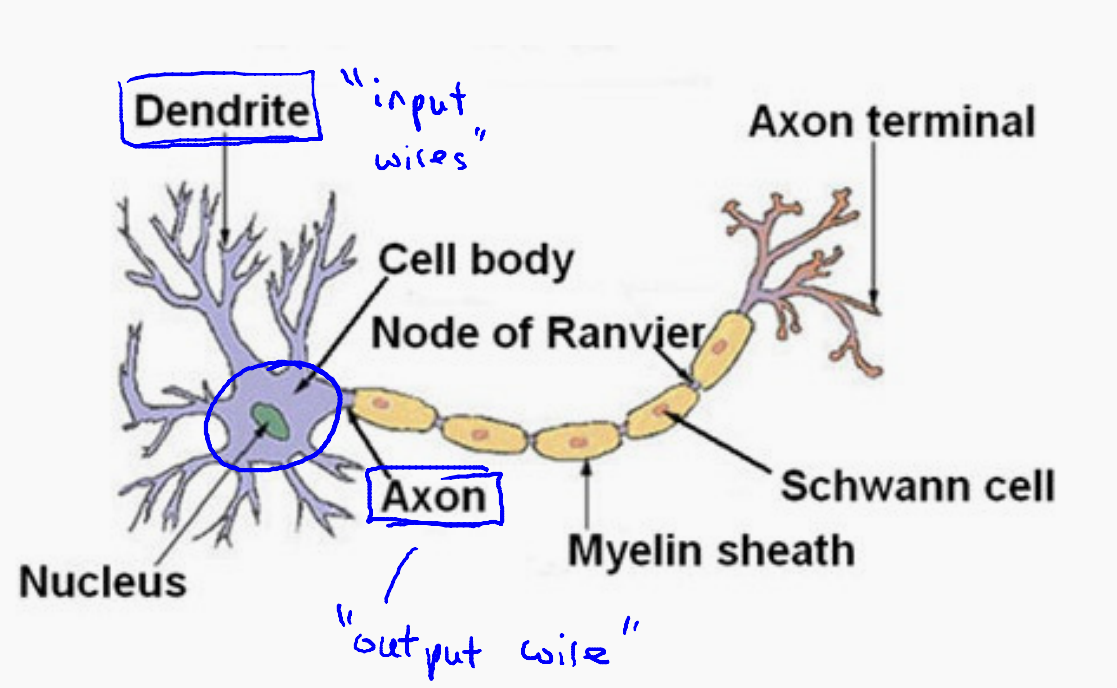 Dendrite
"input
wires"
Axon terminal
Cell body
Node of Ranvier
Axon
Schwann cell
Myelin sheath
Nucleus
"output wire"